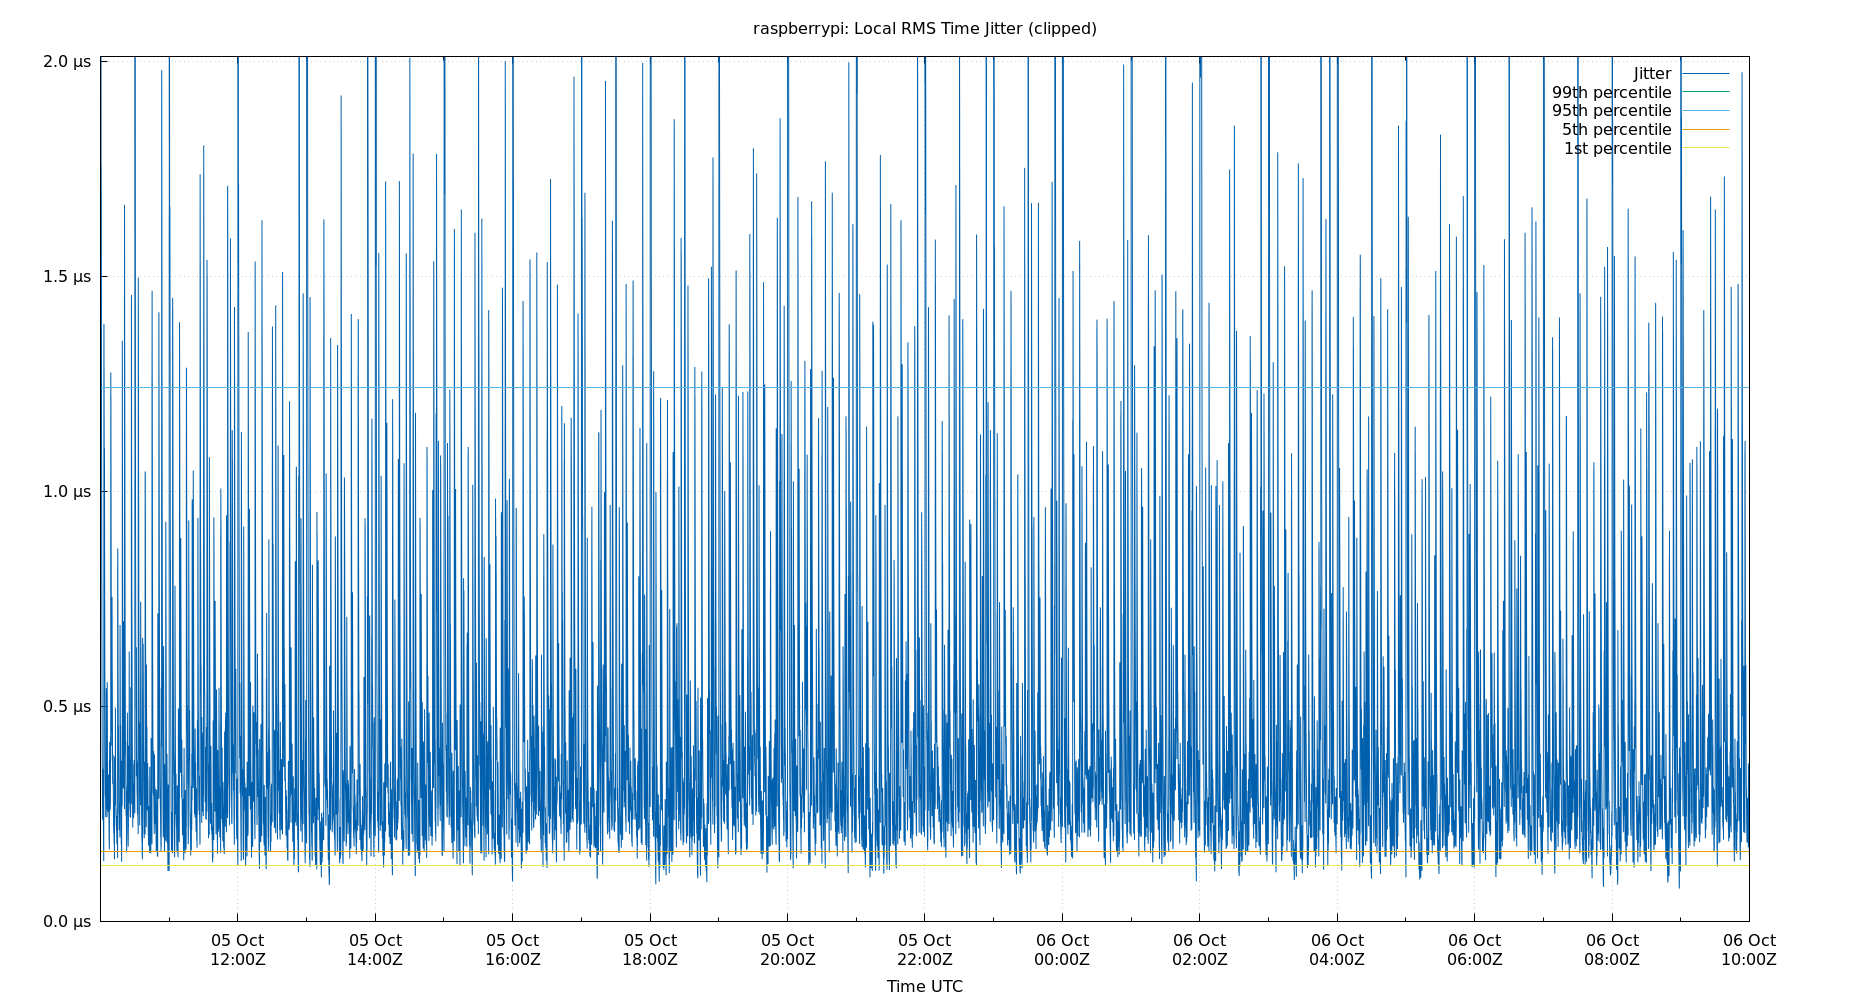 raspberrypi: Local RMS Time Jitter (clipped)
2.0 µs
1.5 µs
1.0 µs
0.5 µs
0.0 µs
Jitter
99th percentile
95th percentile
5th percentile
1st percentile
05 Oct 05 Oct 05 Oct 05 Oct 05 Oct 05 Oct 06 Oct 06 Oct 06 Oct 06 Oct 06 Oct 06 Oct
12:00Z 14:00Z 16:00Z 18:00Z 20:00Z 22:00Z 00:00Z 02:00Z 04:00Z 06:00Z 08:00Z 10:00Z
Time UTC